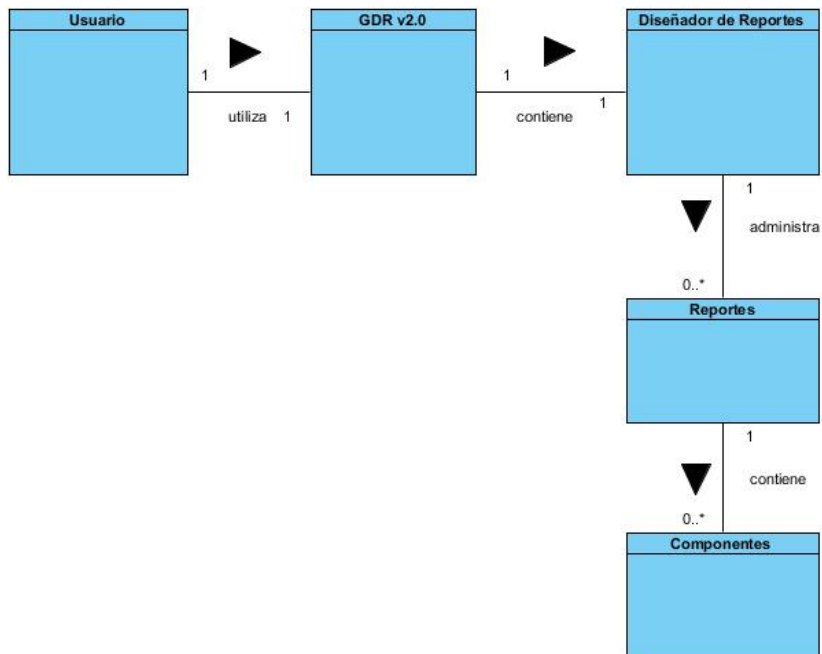 Usuario
GDR v2.0
Diseñador de Reportes
1
utiliza
1
1
contiene
1
1
administra
0..*
Reportes
1
contiene
0..*
Componentes